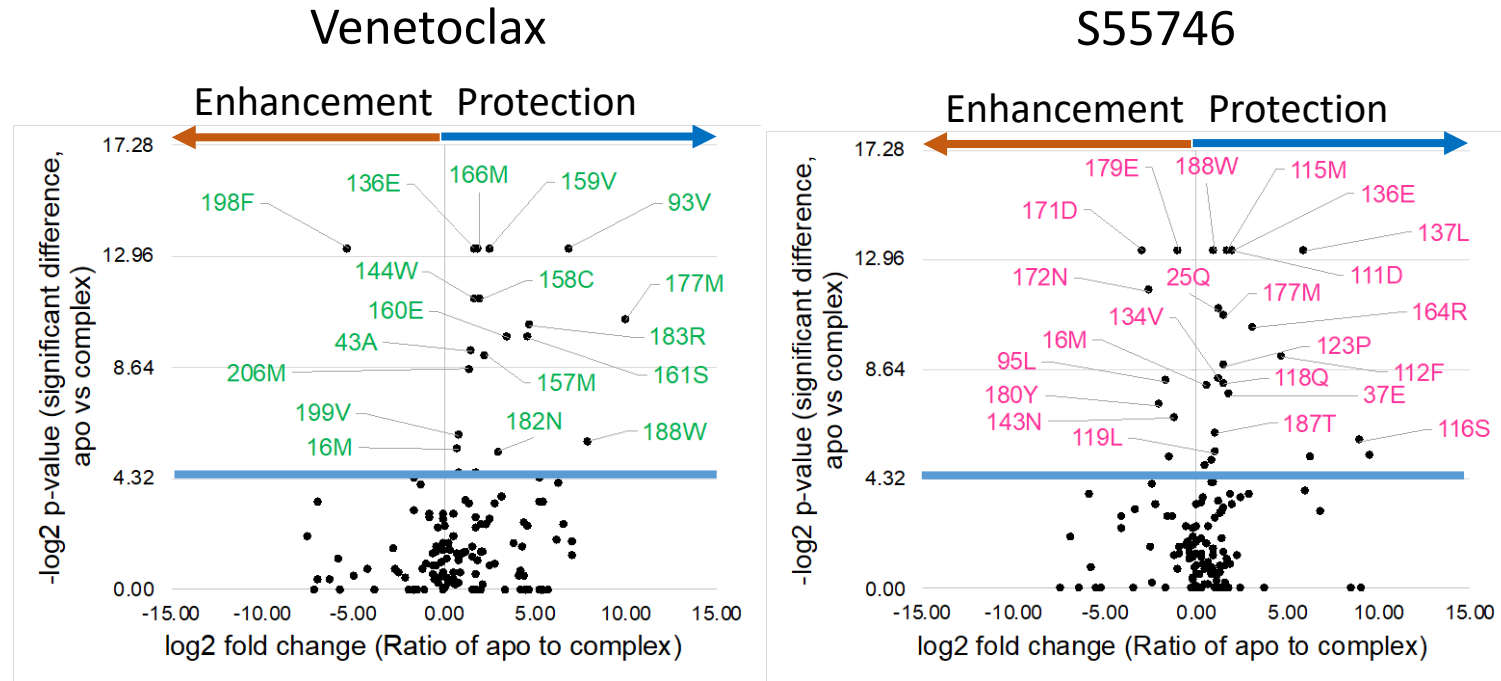 Venetoclax
Enhancement Protection
17.28
12.96
8.64
4.32
0.00
-log2 p-value (significant difference,
apo vs complex)
136E
166M
159V
198F
93V
144W
158C
177M
160E
43A
183R
206M
157M
161S
199V
182N
16M
188W
-15.00 -10.00 -5.00 0.00 5.00 10.00 15.00
log2 fold change (Ratio of apo to complex)
S55746
Enhancement Protection
17.28
12.96
8.64
4.32
0.00
-log2 p-value (significant difference,
apo vs complex)
179E
188W
115M
171D
136E
137L
172N
25Q
111D
177M
134V
164R
16M
123P
95L
118Q
112F
180Y
37E
143N
187T
119L
116S
-15.00 -10.00 -5.00 0.00 5.00 10.00 15.00
log2 fold change (Ratio of apo to complex)